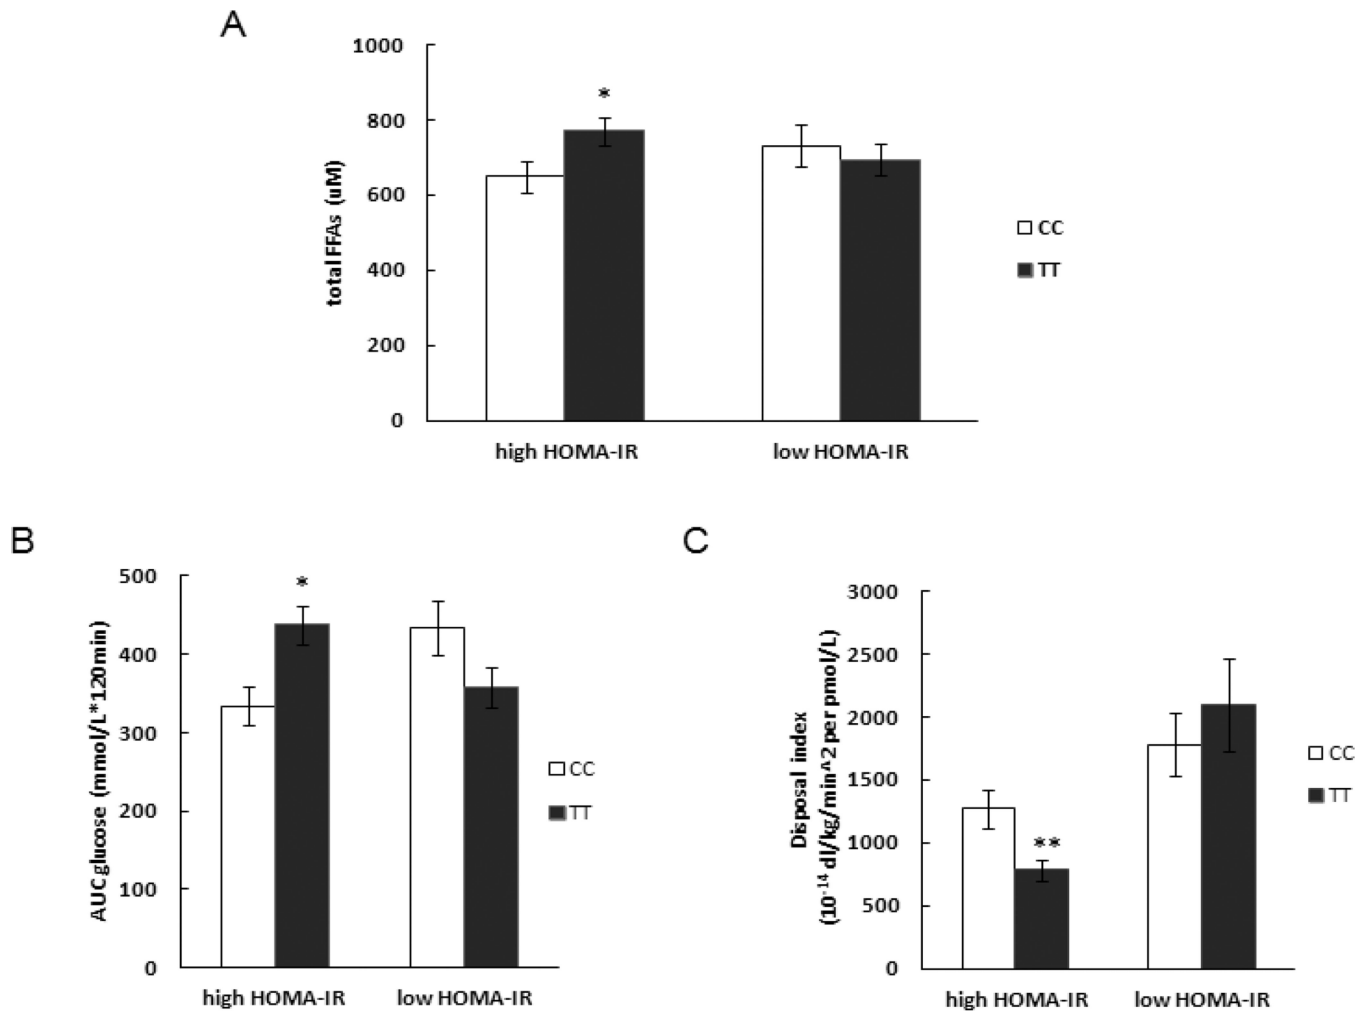 A
1000
800
600
400
200
0
total FFAs (uM)
*
high HOMA-IR
low HOMA-IR
CC
TT
B
500
400
300
200
100
0
AUC glucose (mmol/L*120min)
*
high HOMA-IR
low HOMA-IR
CC
TT
C
3000
2500
2000
1500
1000
500
0
Disposal index
(10⁻¹⁴ dl/kg/min^2 per pmol/L)
**
high HOMA-IR
low HOMA-IR
CC
TT